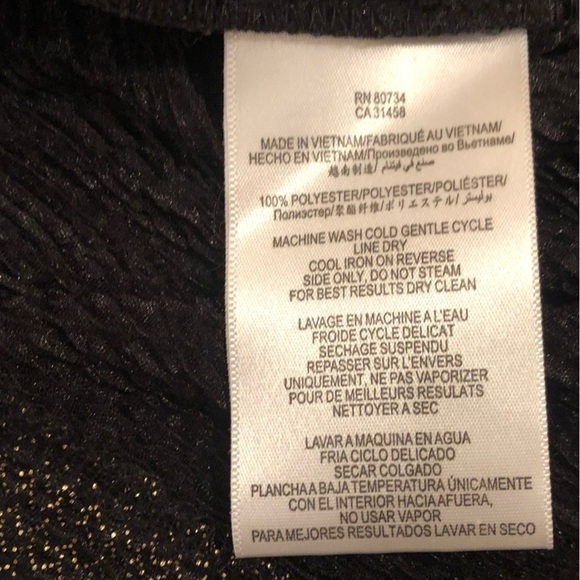 RN 80734
CA 31458
MADE IN VIETNAM/FABRIQUÉ AU VIETNAM/
HECHO EN VIETNAM/Произведено во Вьетнаме/
越南制造/ صنع في فيتنام/
100% POLYESTER/POLYESTER/POLIÉSTER/
Полиэстер/聚酯纤维/ポリエステル/ بوليستر
MACHINE WASH COLD GENTLE CYCLE
LINE DRY
COOL IRON ON REVERSE
SIDE ONLY, DO NOT STEAM
FOR BEST RESULTS DRY CLEAN
LAVAGE EN MACHINE A L'EAU
FROIDE CYCLE DELICAT
SECHAGE SUSPENDU
REPASSER SUR L'ENVERS
UNIQUEMENT, NE PAS VAPORIZER
POUR DE MEILLEURS RESULATS
NETTOYER A SEC
LAVAR A MAQUINA EN AGUA
FRIA CICLO DELICADO
SECAR COLGADO
PLANCHA A BAJA TEMPERATURA ÚNICAMENTE
CON EL INTERIOR HACIA AFUERA,
NO USAR VAPOR
PARA MEJORES RESULTADOS LAVAR EN SECO